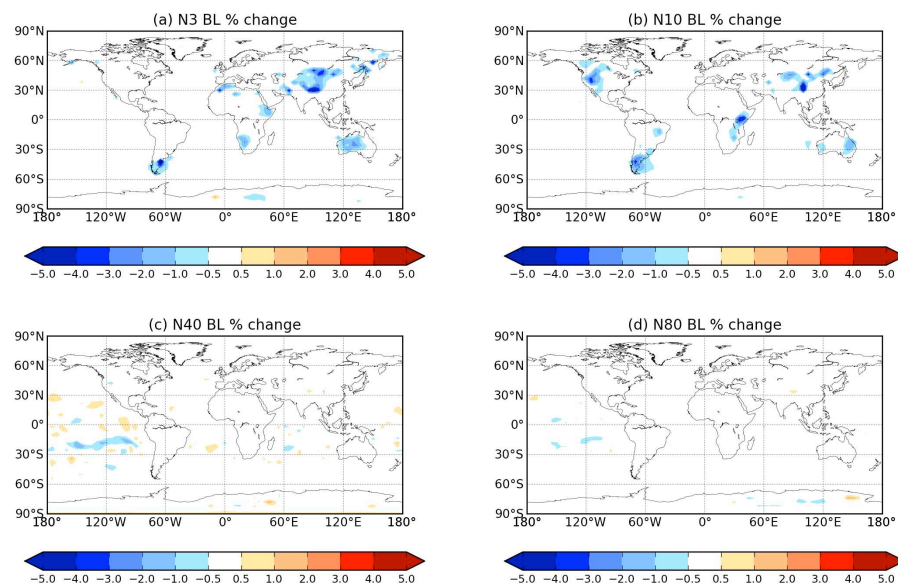 (a) N3 BL % change
90°N
60°N
30°N
0°
30°S
60°S
90°S
180° 120°W 60°W 0° 60°E 120°E 180°
−5.0 −4.0 −3.0 −2.0 −1.0 −0.5 0.5 1.0 2.0 3.0 4.0 5.0
(b) N10 BL % change
90°N
60°N
30°N
0°
30°S
60°S
90°S
180° 120°W 60°W 0° 60°E 120°E 180°
−5.0 −4.0 −3.0 −2.0 −1.0 −0.5 0.5 1.0 2.0 3.0 4.0 5.0
(c) N40 BL % change
90°N
60°N
30°N
0°
30°S
60°S
90°S
180° 120°W 60°W 0° 60°E 120°E 180°
−5.0 −4.0 −3.0 −2.0 −1.0 −0.5 0.5 1.0 2.0 3.0 4.0 5.0
(d) N80 BL % change
90°N
60°N
30°N
0°
30°S
60°S
90°S
180° 120°W 60°W 0° 60°E 120°E 180°
−5.0 −4.0 −3.0 −2.0 −1.0 −0.5 0.5 1.0 2.0 3.0 4.0 5.0